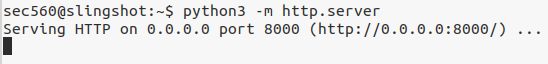 sec560@slingshot:~$ python3 -m http.server
Serving HTTP on 0.0.0.0 port 8000 (http://0.0.0.0:8000/) ...